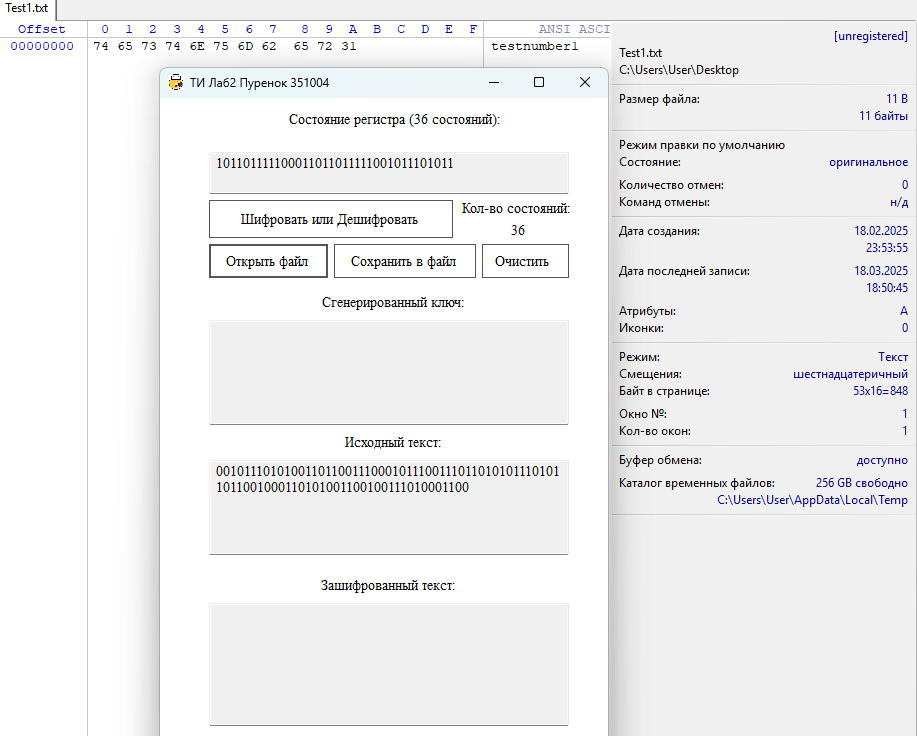 Test1.txt
Offset 0 1 2 3 4 5 6 7 8 9 A B C D E F ANSI ASCI
00000000 74 65 73 74 6E 75 6D 62 65 72 31 testnumber1
[unregistered]
Test1.txt
C:\Users\User\Desktop
Размер файла: 11 B
11 байты
Режим правки по умолчанию
Состояние: оригинальное
Количество отмен: 0
Команд отмены: н/д
Дата создания: 18.02.2025
23:53:55
Дата последней записи: 18.03.2025
18:50:45
Атрибуты: A
Иконки: 0
Режим: Текст
Смещения: шестнадцатеричный
Байт в странице: 53x16=848
Окно №: 1
Кол-во окон: 1
Буфер обмена: доступно
Каталог временных файлов: 256 GB свободно
C:\Users\User\AppData\Local\Temp
ТИ Лаб2 Пуренок 351004
Состояние регистра (36 состояний):
101101111100011011011111001011101011
Шифровать или Дешифровать
Кол-во состояний:
36
Открыть файл Сохранить в файл Очистить
Сгенерированный ключ:
Исходный текст:
001011101010011011001110001011100111011010101110101
1011001000110101001100100111010001100
Зашифрованный текст: